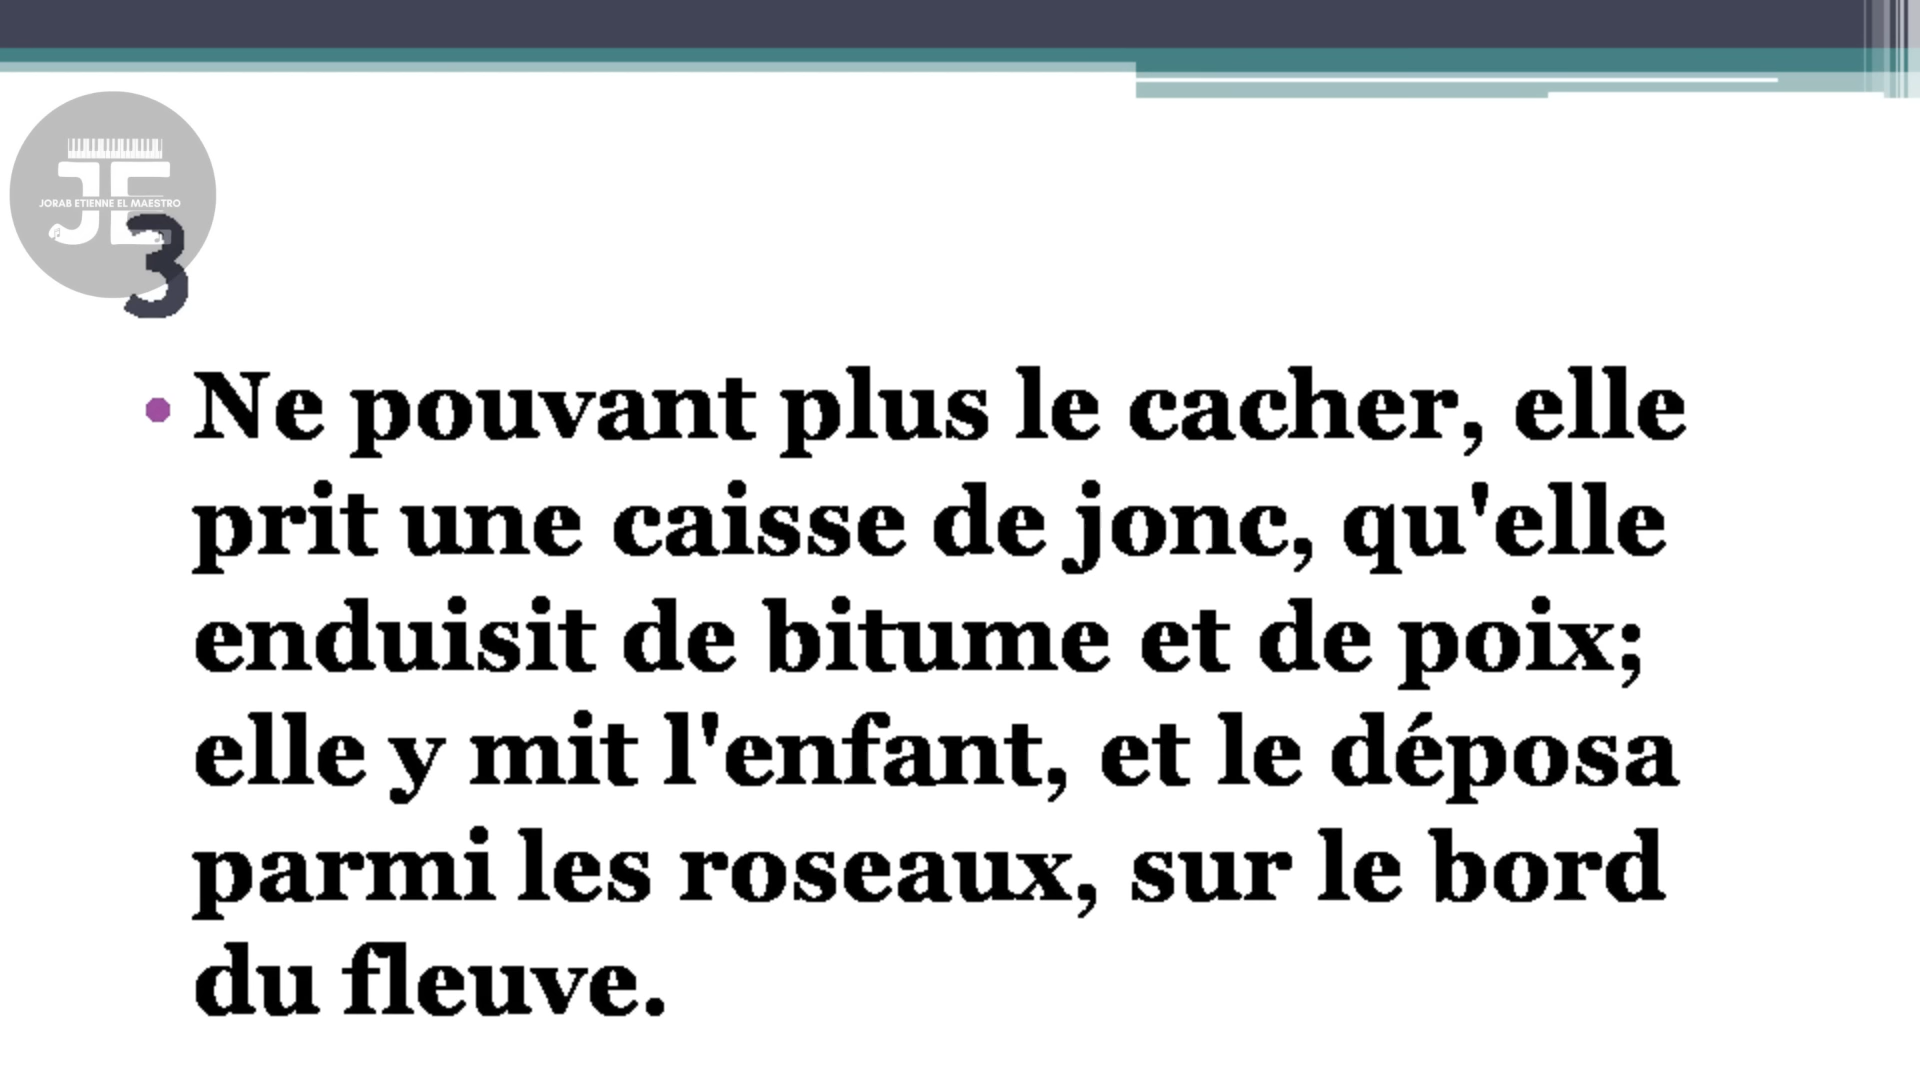 JE
JORAB ETIENNE EL MAESTRO
3
• Ne pouvant plus le cacher, elle
prit une caisse de jonc, qu'elle
enduisit de bitume et de poix;
elle y mit l'enfant, et le déposa
parmi les roseaux, sur le bord
du fleuve.